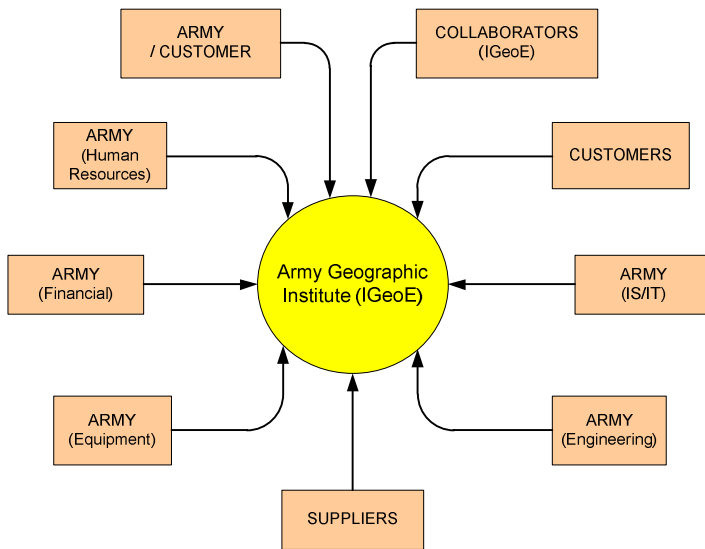 ARMY
/ CUSTOMER
COLLABORATORS
(IGeoE)
ARMY
(Human
Resources)
CUSTOMERS
Army Geographic
Institute (IGeoE)
ARMY
(Financial)
ARMY
(IS/IT)
ARMY
(Equipment)
ARMY
(Engineering)
SUPPLIERS